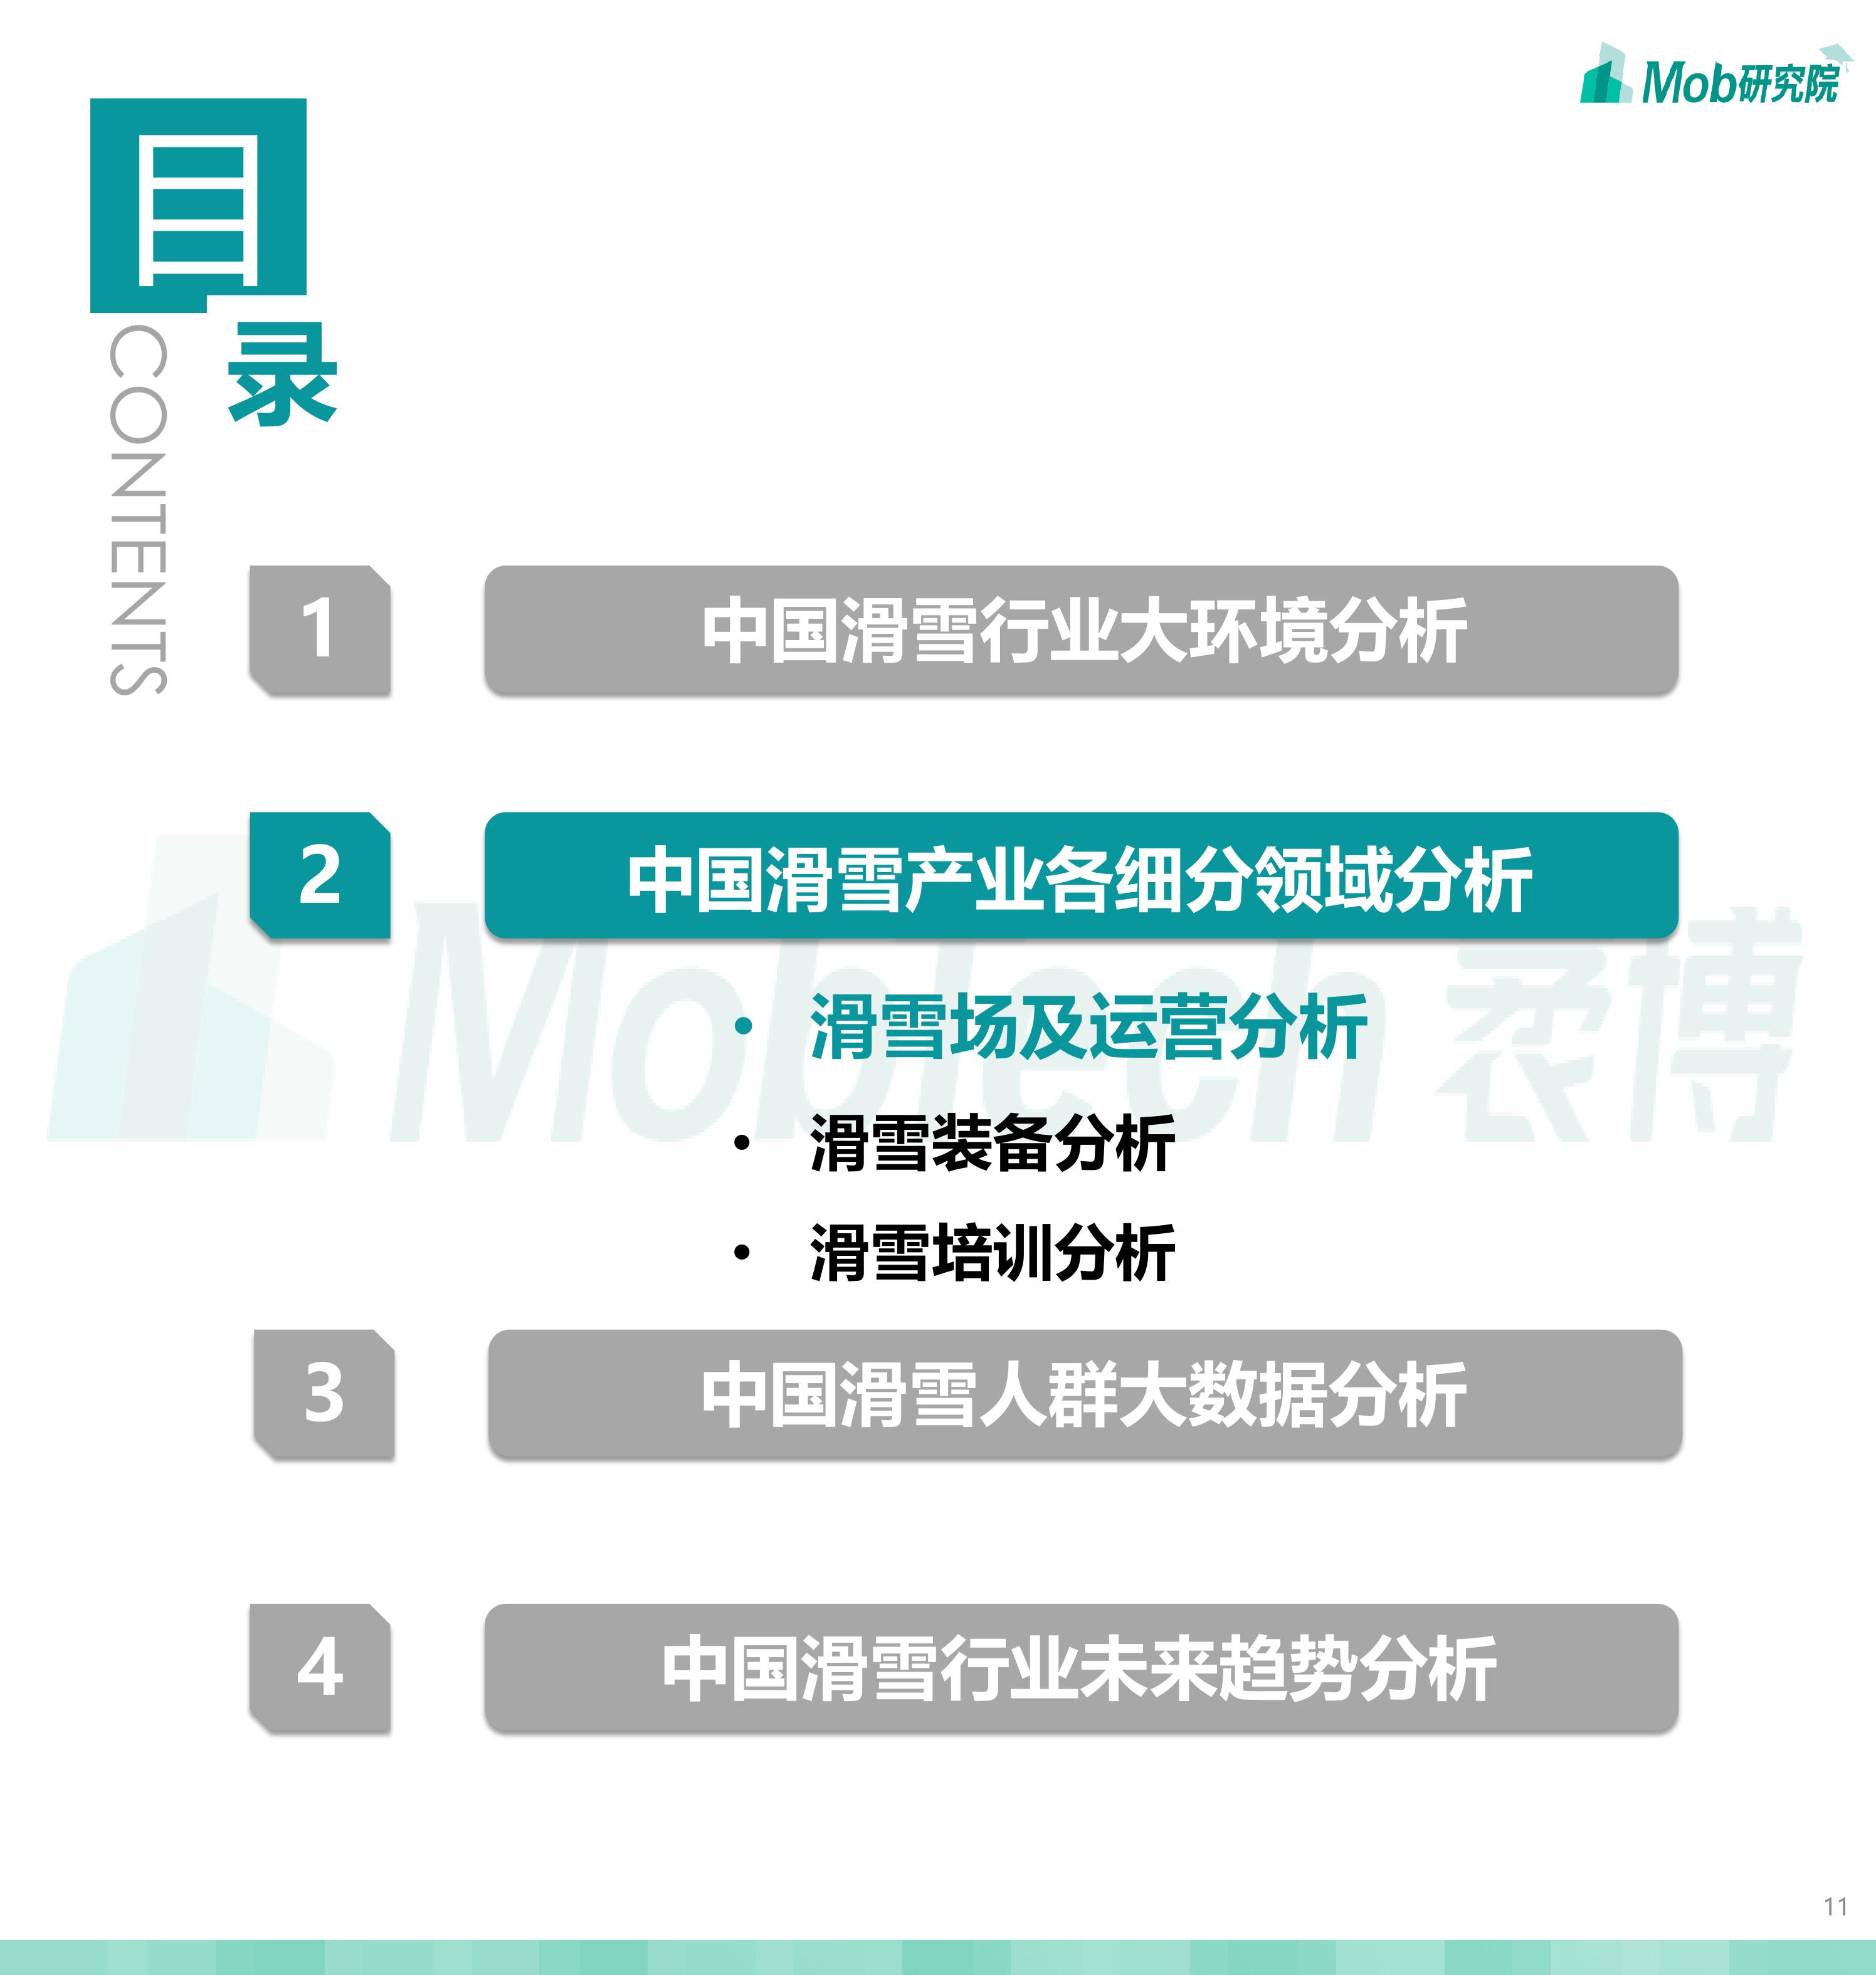 Mob研究院
目
录
CONTENTS
1
中国滑雪行业大环境分析
2
中国滑雪产业各细分领域分析
• 滑雪场及运营分析
• 滑雪装备分析
• 滑雪培训分析
3
中国滑雪人群大数据分析
4
中国滑雪行业未来趋势分析
MobTech 袤博
11